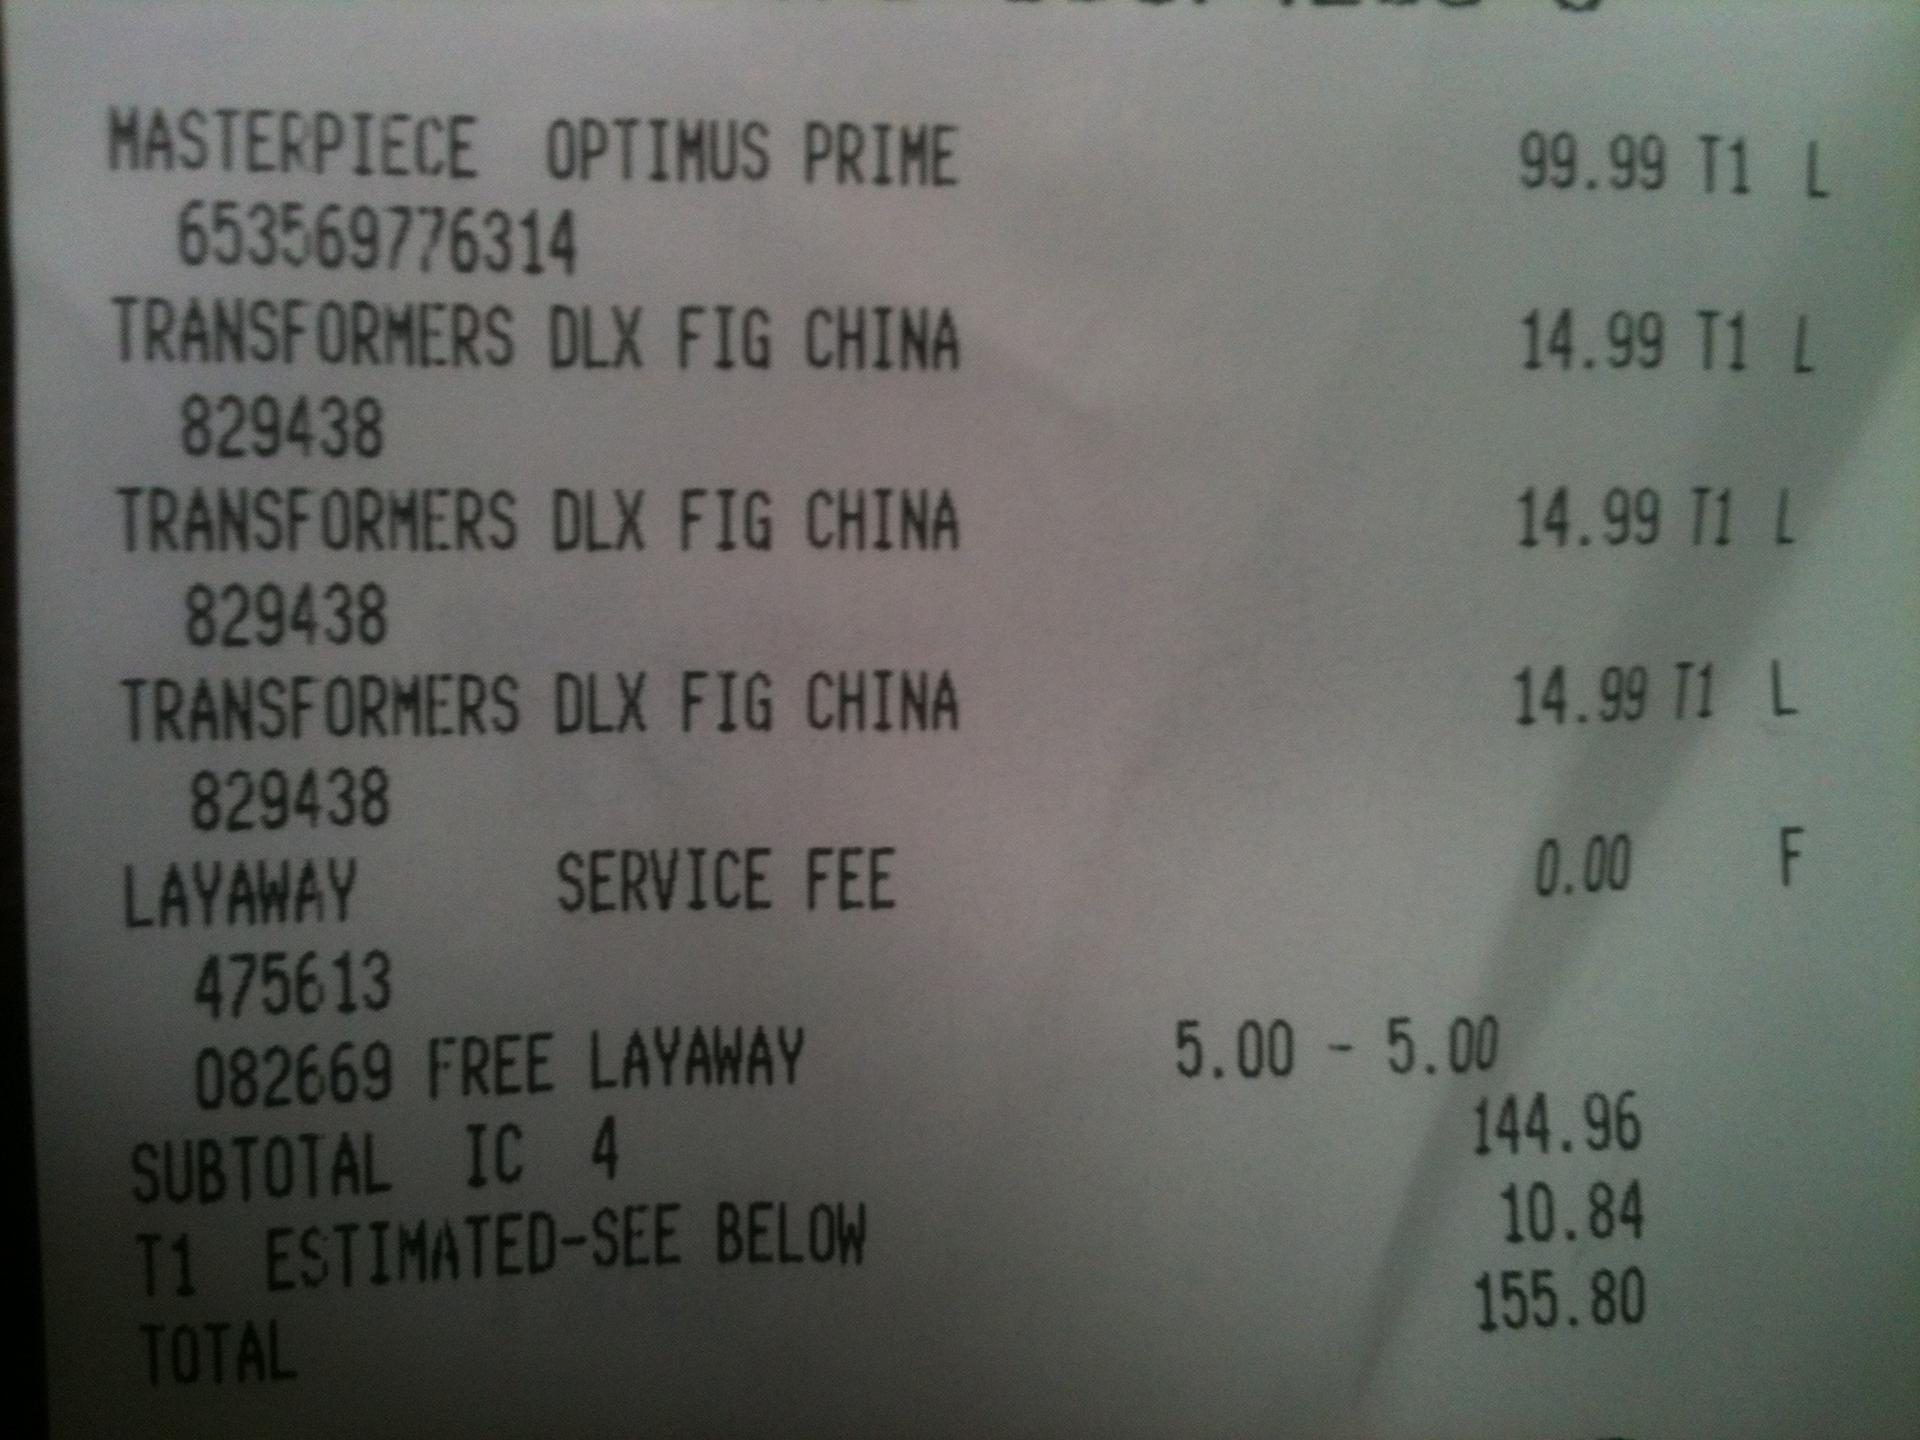 MASTERPIECE OPTIMUS PRIME 99.99 T1 L
653569776314
TRANSFORMERS DLX FIG CHINA 14.99 T1 L
829438
TRANSFORMERS DLX FIG CHINA 14.99 T1 L
829438
TRANSFORMERS DLX FIG CHINA 14.99 T1 L
829438
LAYAWAY SERVICE FEE 0.00 F
475613
082669 FREE LAYAWAY 5.00 - 5.00
SUBTOTAL IC 4 144.96
T1 ESTIMATED-SEE BELOW 10.84
TOTAL 155.80